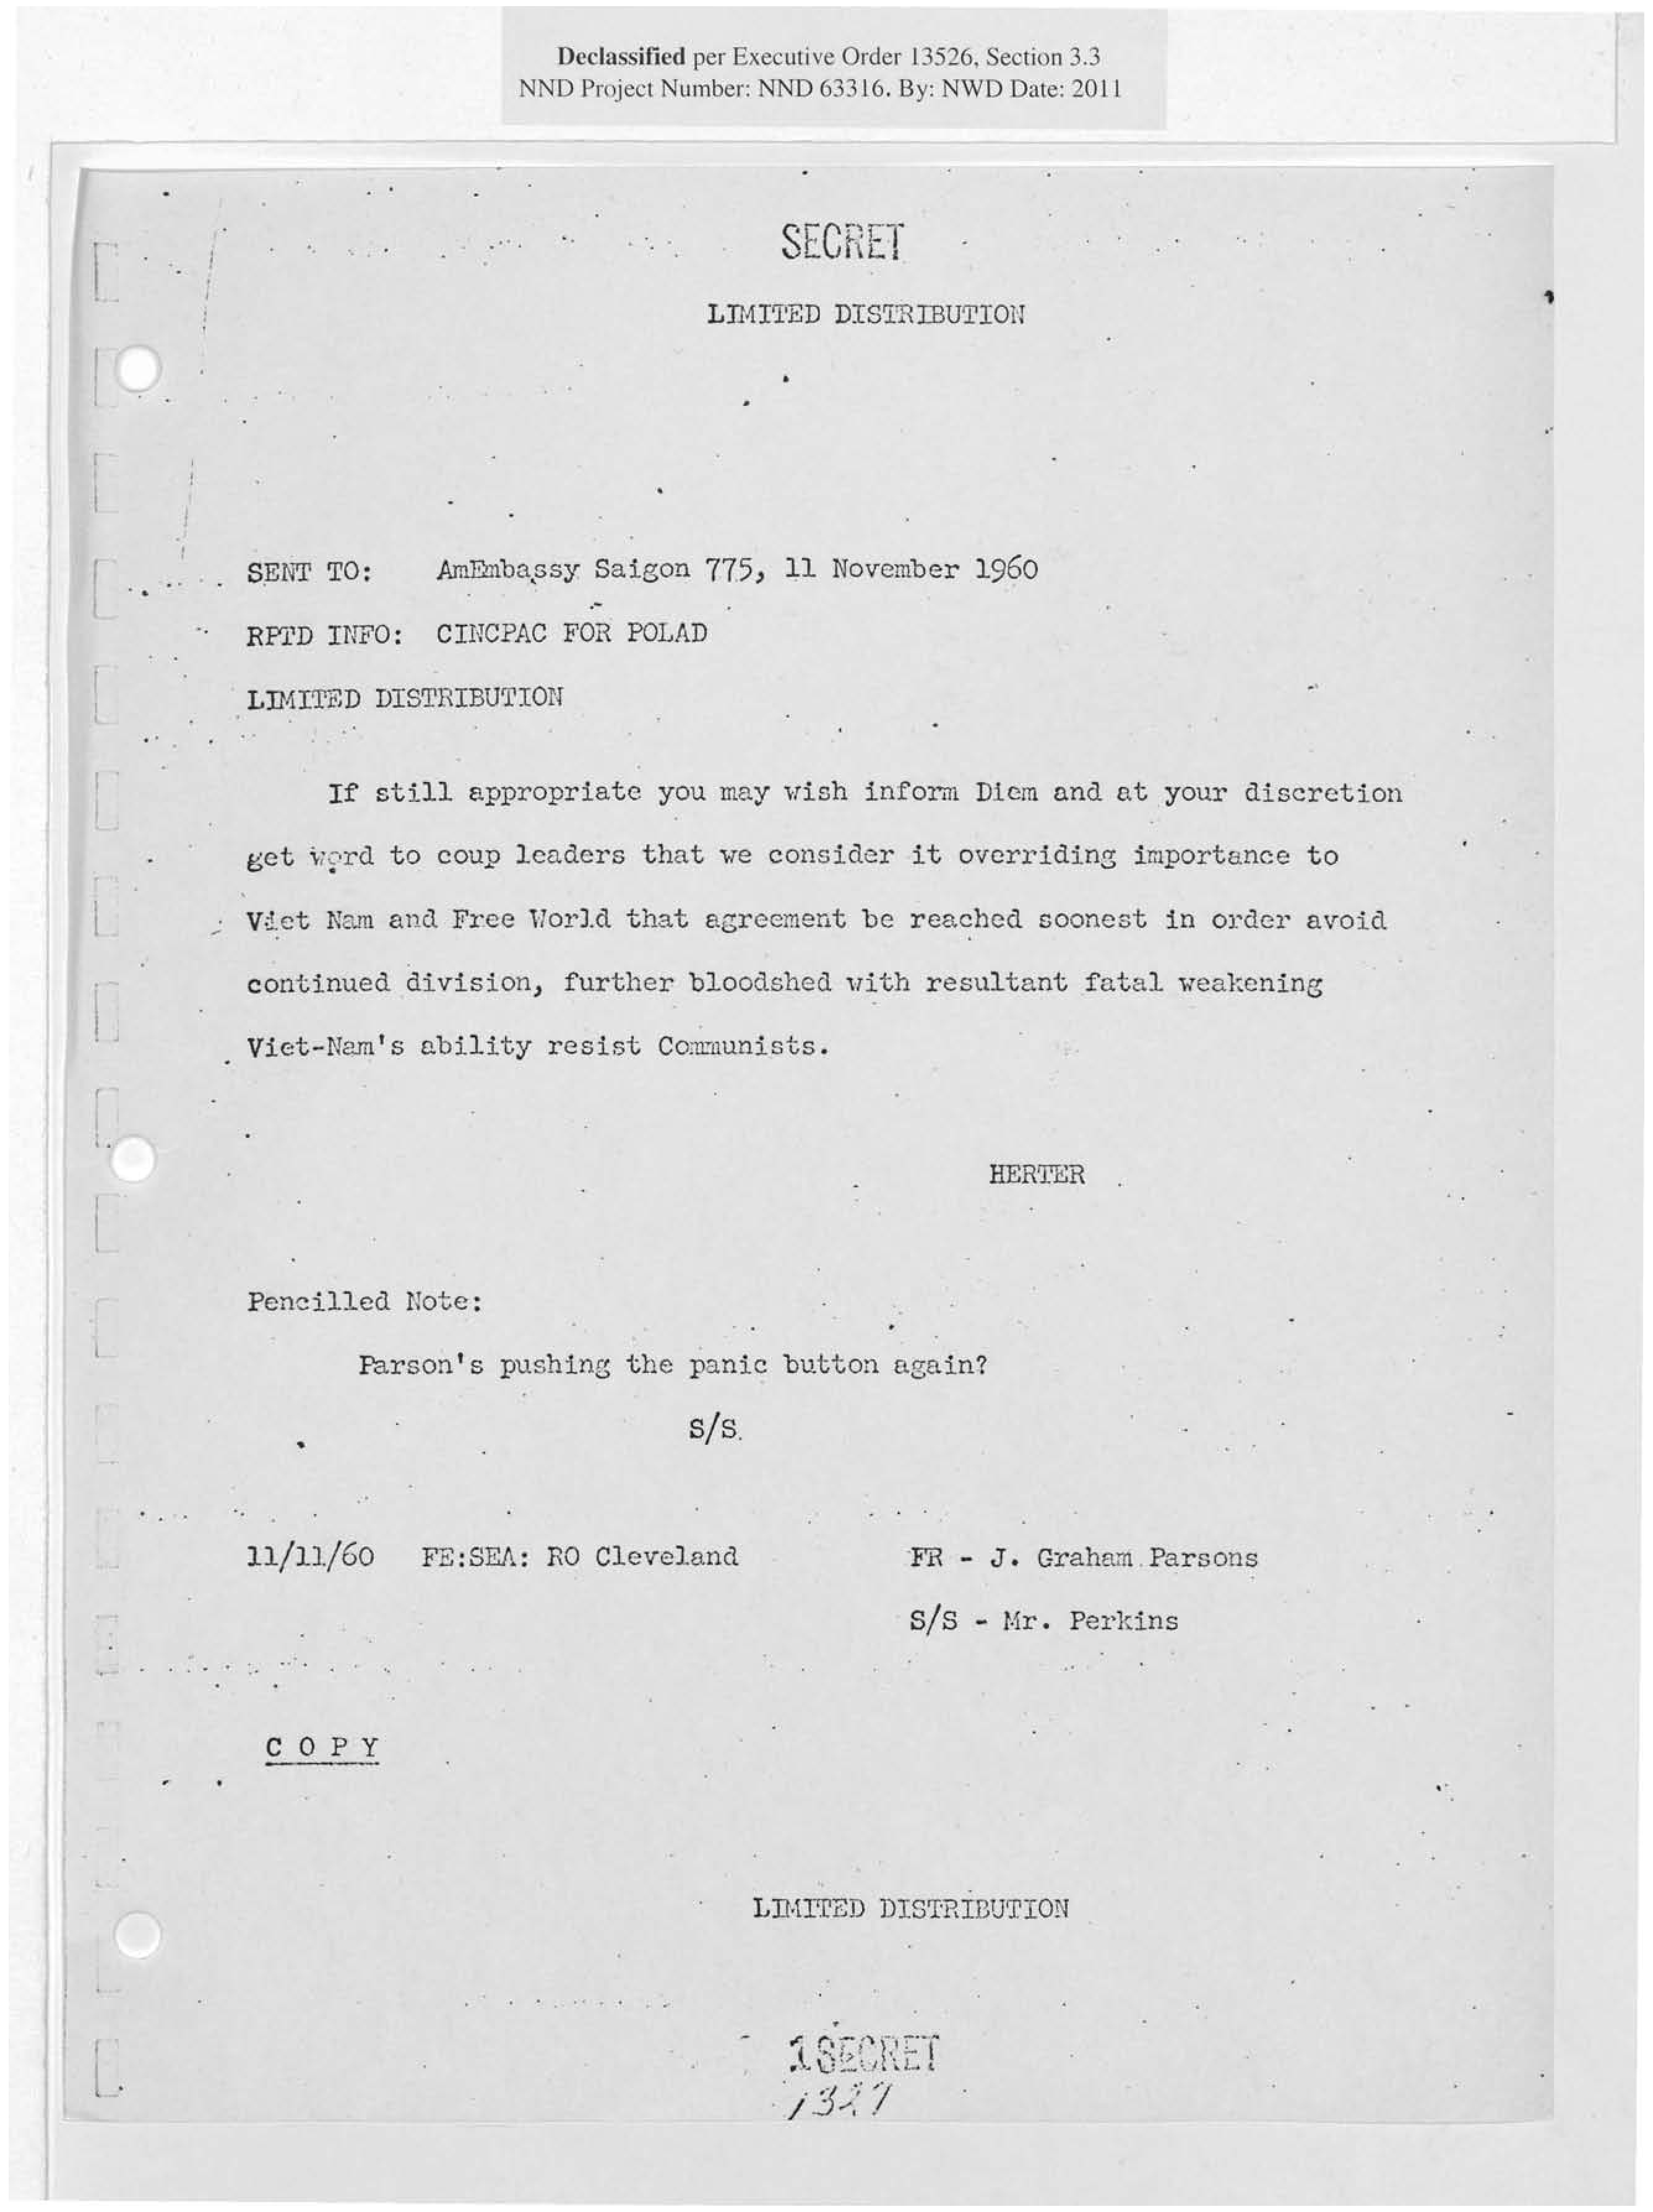 Declassified per Executive Order 13526, Section 3.3
NND Project Number: NND 63316. By: NWD Date: 2011
SECRET
LIMITED DISTRIBUTION
SENT TO: AmEmbassy Saigon 775, 11 November 1960
RPTD INFO: CINCPAC FOR POLAD
LIMITED DISTRIBUTION
If still appropriate you may wish inform Diem and at your discretion
get word to coup leaders that we consider it overriding importance to
Viet Nam and Free World that agreement be reached soonest in order avoid
continued division, further bloodshed with resultant fatal weakening
Viet-Nam's ability resist Communists.
HERTER
Pencilled Note:
Parson's pushing the panic button again?
S/S.
11/11/60 FE:SEA: RO Cleveland FR - J. Graham Parsons
S/S - Mr. Perkins
C O P Y
LIMITED DISTRIBUTION
1 SECRET
1327